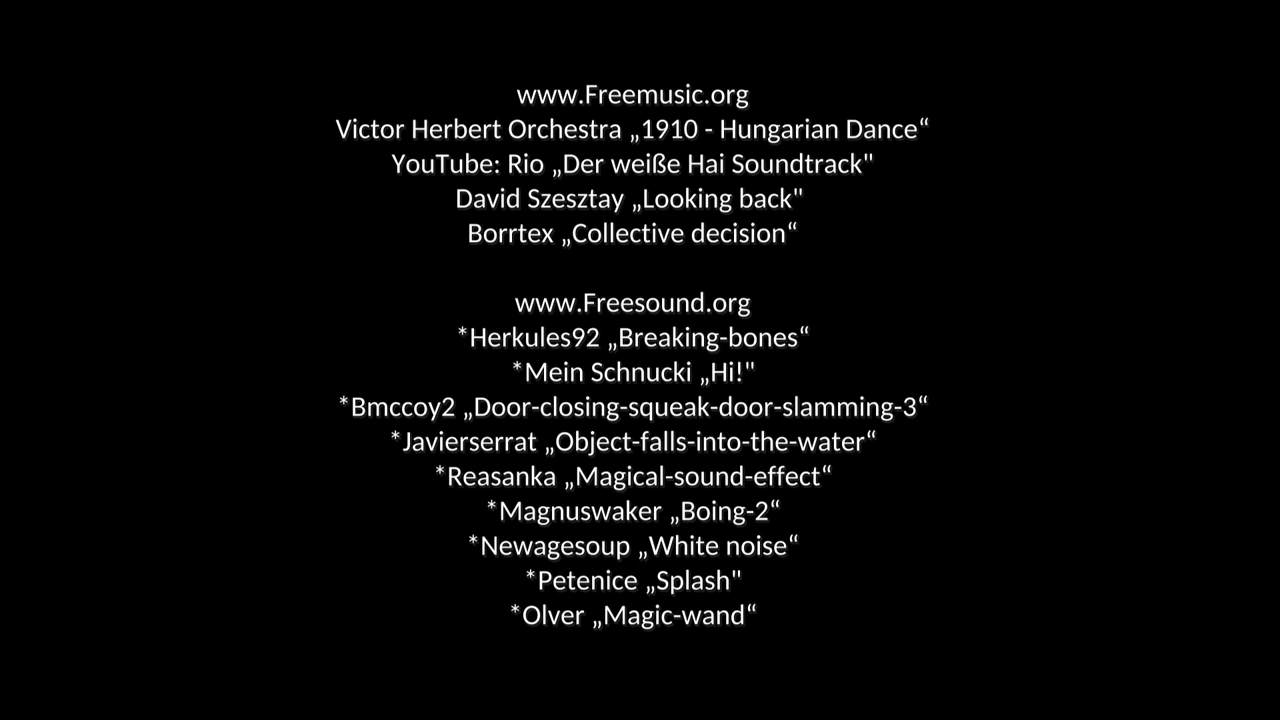 www.Freemusic.org
Victor Herbert Orchestra „1910 - Hungarian Dance“
YouTube: Rio „Der weiße Hai Soundtrack"
David Szesztay „Looking back"
Borrtex „Collective decision“
www.Freesound.org
*Herkules92 „Breaking-bones“
*Mein Schnucki „Hi!"
*Bmccoy2 „Door-closing-squeak-door-slamming-3“
*Javierserrat „Object-falls-into-the-water“
*Reasanka „Magical-sound-effect“
*Magnuswaker „Boing-2“
*Newagesoup „White noise“
*Petenice „Splash"
*Olver „Magic-wand“